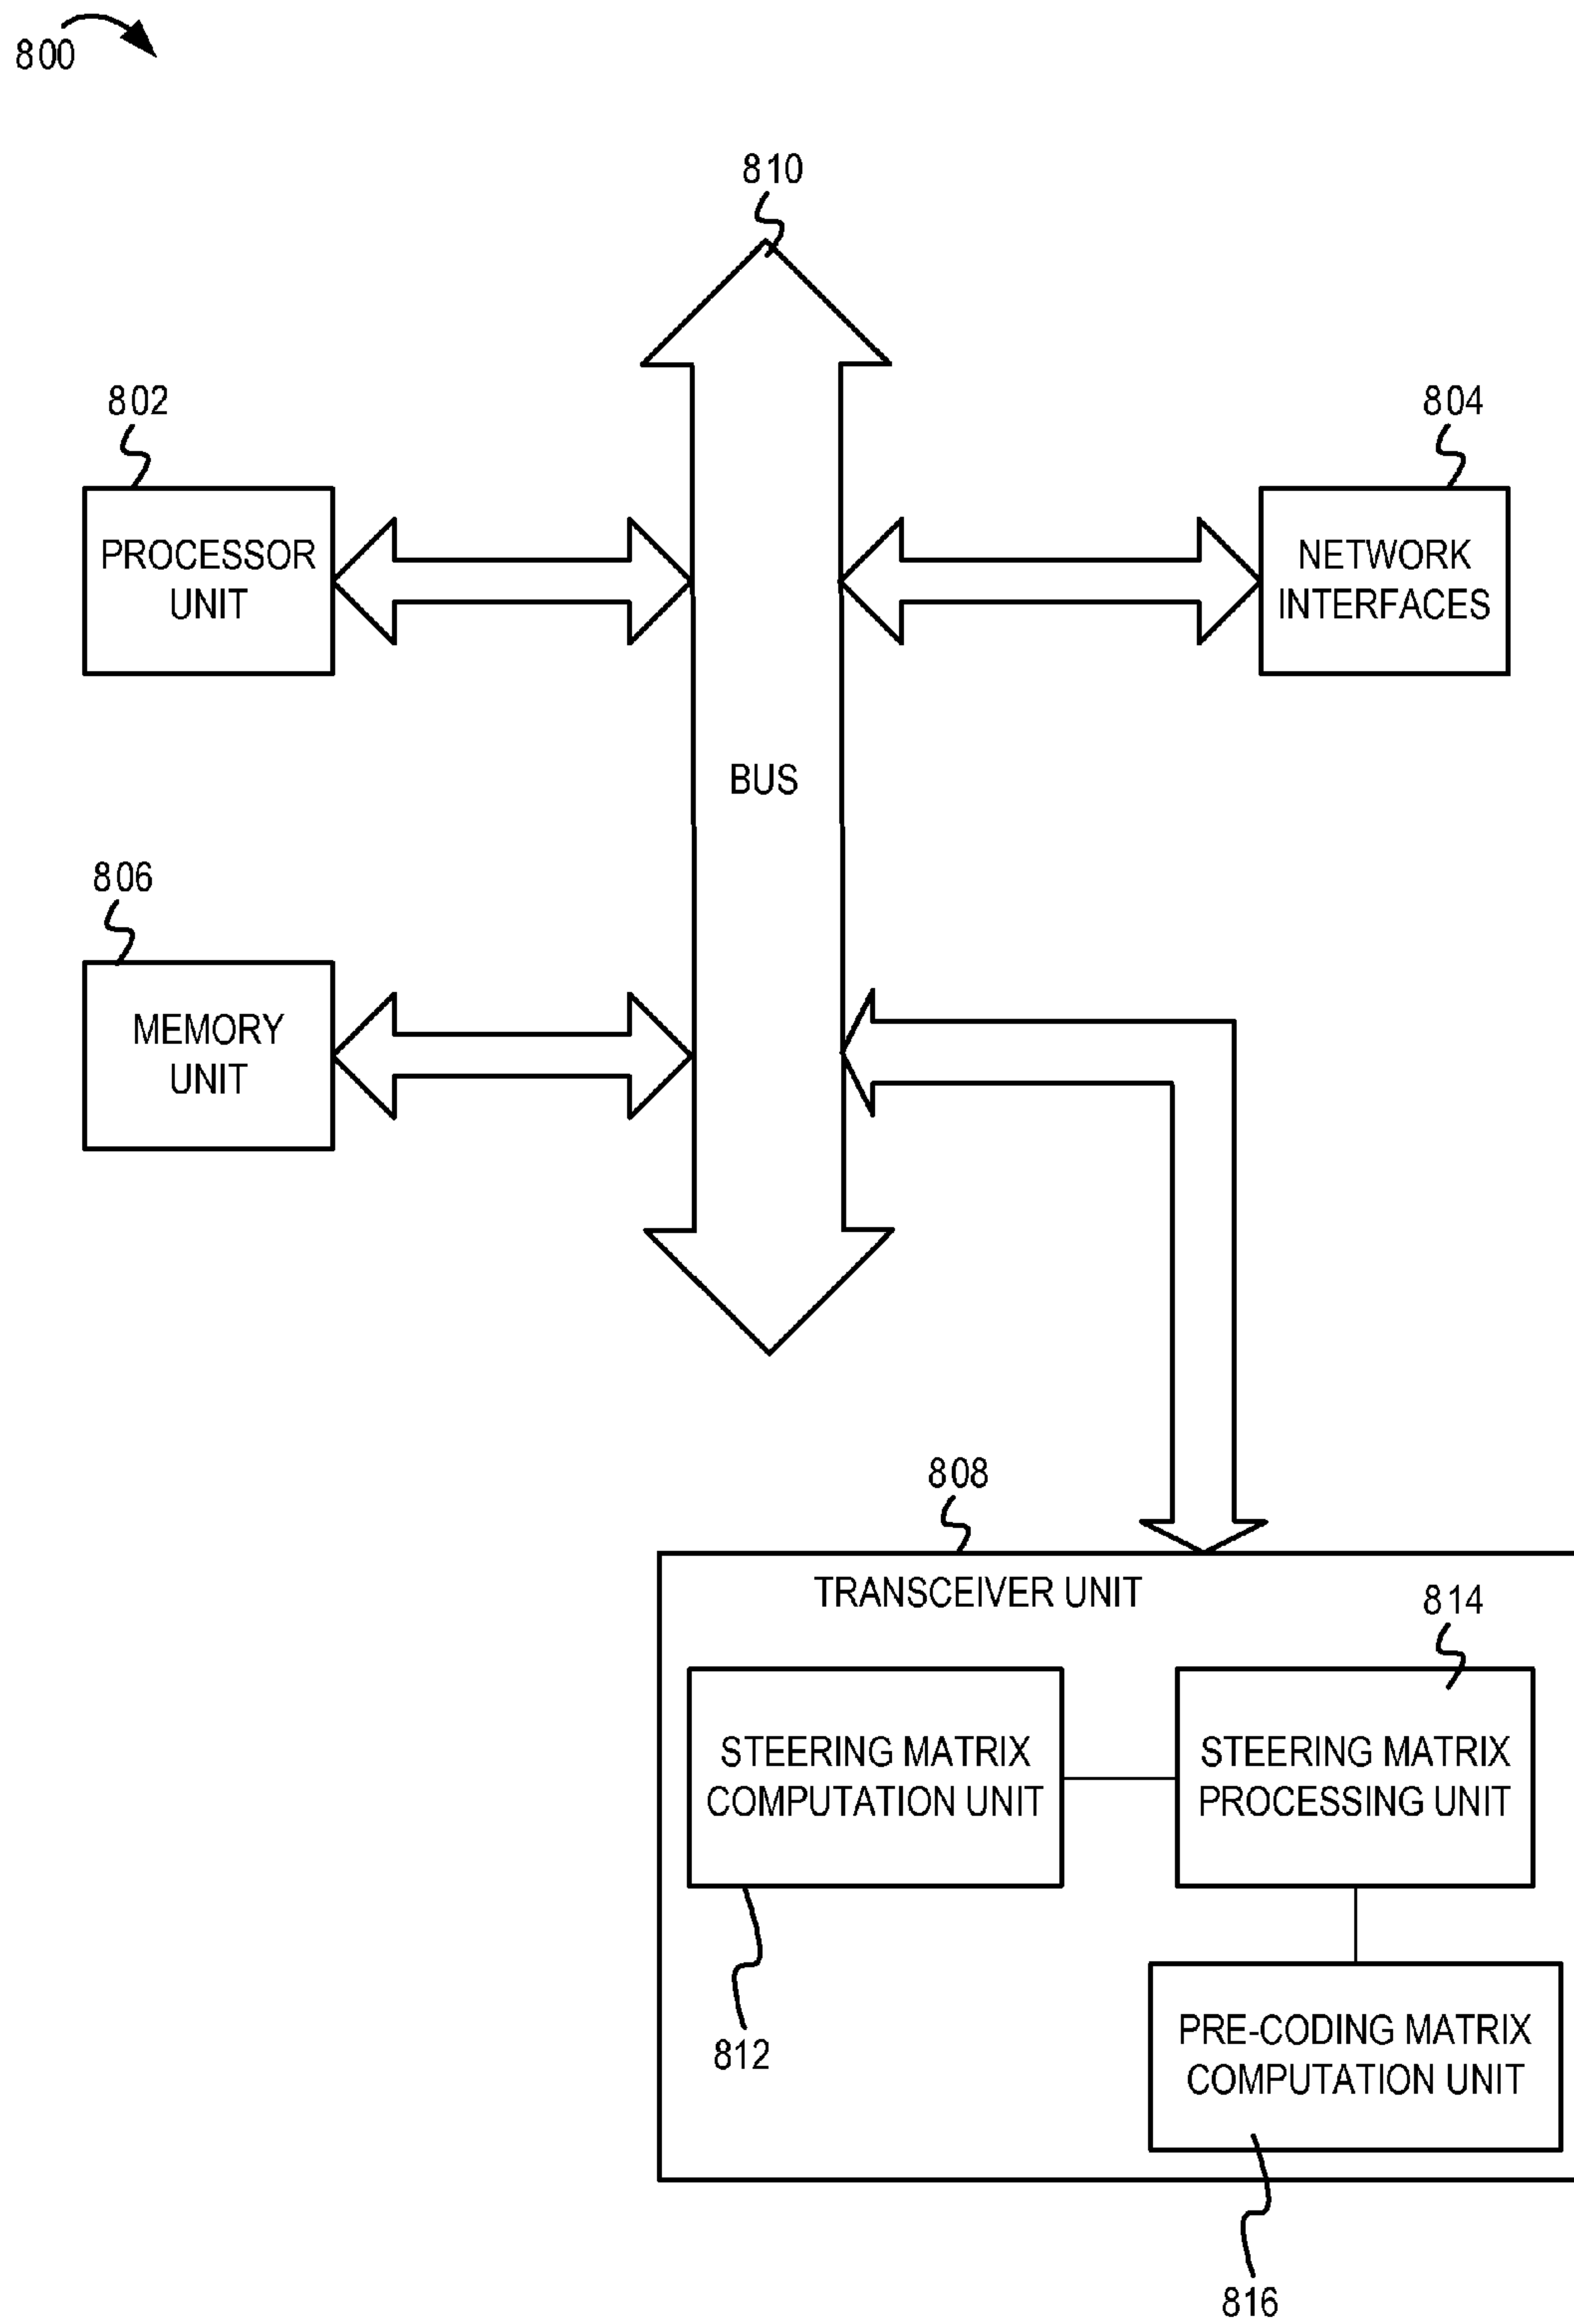 800
810
802
804
PROCESSOR
UNIT
NETWORK
INTERFACES
BUS
806
MEMORY
UNIT
808
TRANSCEIVER UNIT
814
STEERING MATRIX
COMPUTATION UNIT
STEERING MATRIX
PROCESSING UNIT
812
PRE-CODING MATRIX
COMPUTATION UNIT
816